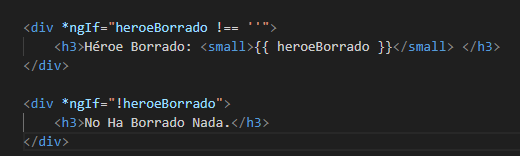 <div *ngIf="heroeBorrado !== ''">
    <h3>Héroe Borrado: <small>{{ heroeBorrado }}</small> </h3>
</div>
<div *ngIf="!heroeBorrado">
    <h3>No Ha Borrado Nada.</h3>
</div>